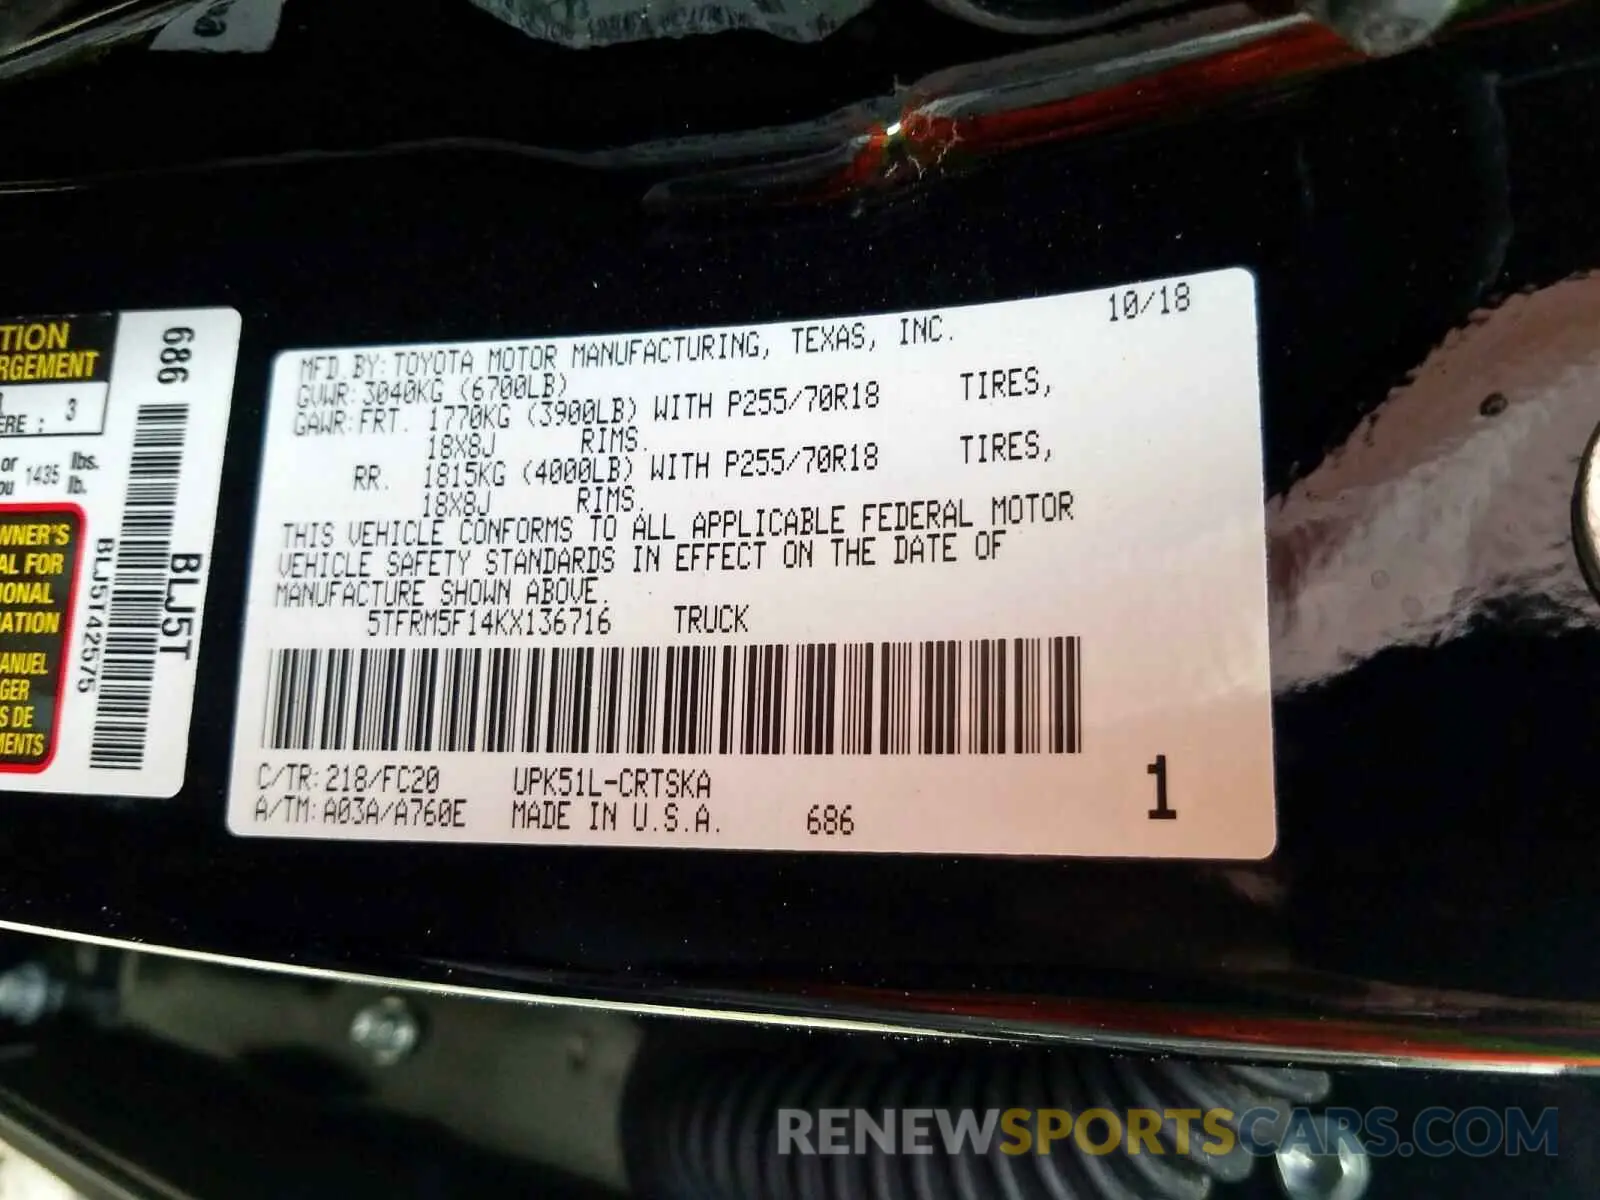 TION
RGEMENT
ERE : 3
or 1435 lbs.
ou lb.
WNER'S
AL FOR
IONAL
ATION
ANUEL
GER
S DE
MENTS
686
BLJ5T
BLJ5T42575
10/18
MFD.BY:TOYOTA MOTOR MANUFACTURING, TEXAS, INC.
GVWR:3040KG (6700LB)
GAWR:FRT. 1770KG (3900LB) WITH P255/70R18 TIRES,
18X8J RIMS.
RR. 1815KG (4000LB) WITH P255/70R18 TIRES,
18X8J RIMS.
THIS VEHICLE CONFORMS TO ALL APPLICABLE FEDERAL MOTOR
VEHICLE SAFETY STANDARDS IN EFFECT ON THE DATE OF
MANUFACTURE SHOWN ABOVE.
5TFRM5F14KX136716 TRUCK
C/TR:218/FC20 UPK51L-CRTSKA
A/TM:A03A/A760E MADE IN U.S.A. 686
1
RENEWSPORTSCARS.COM